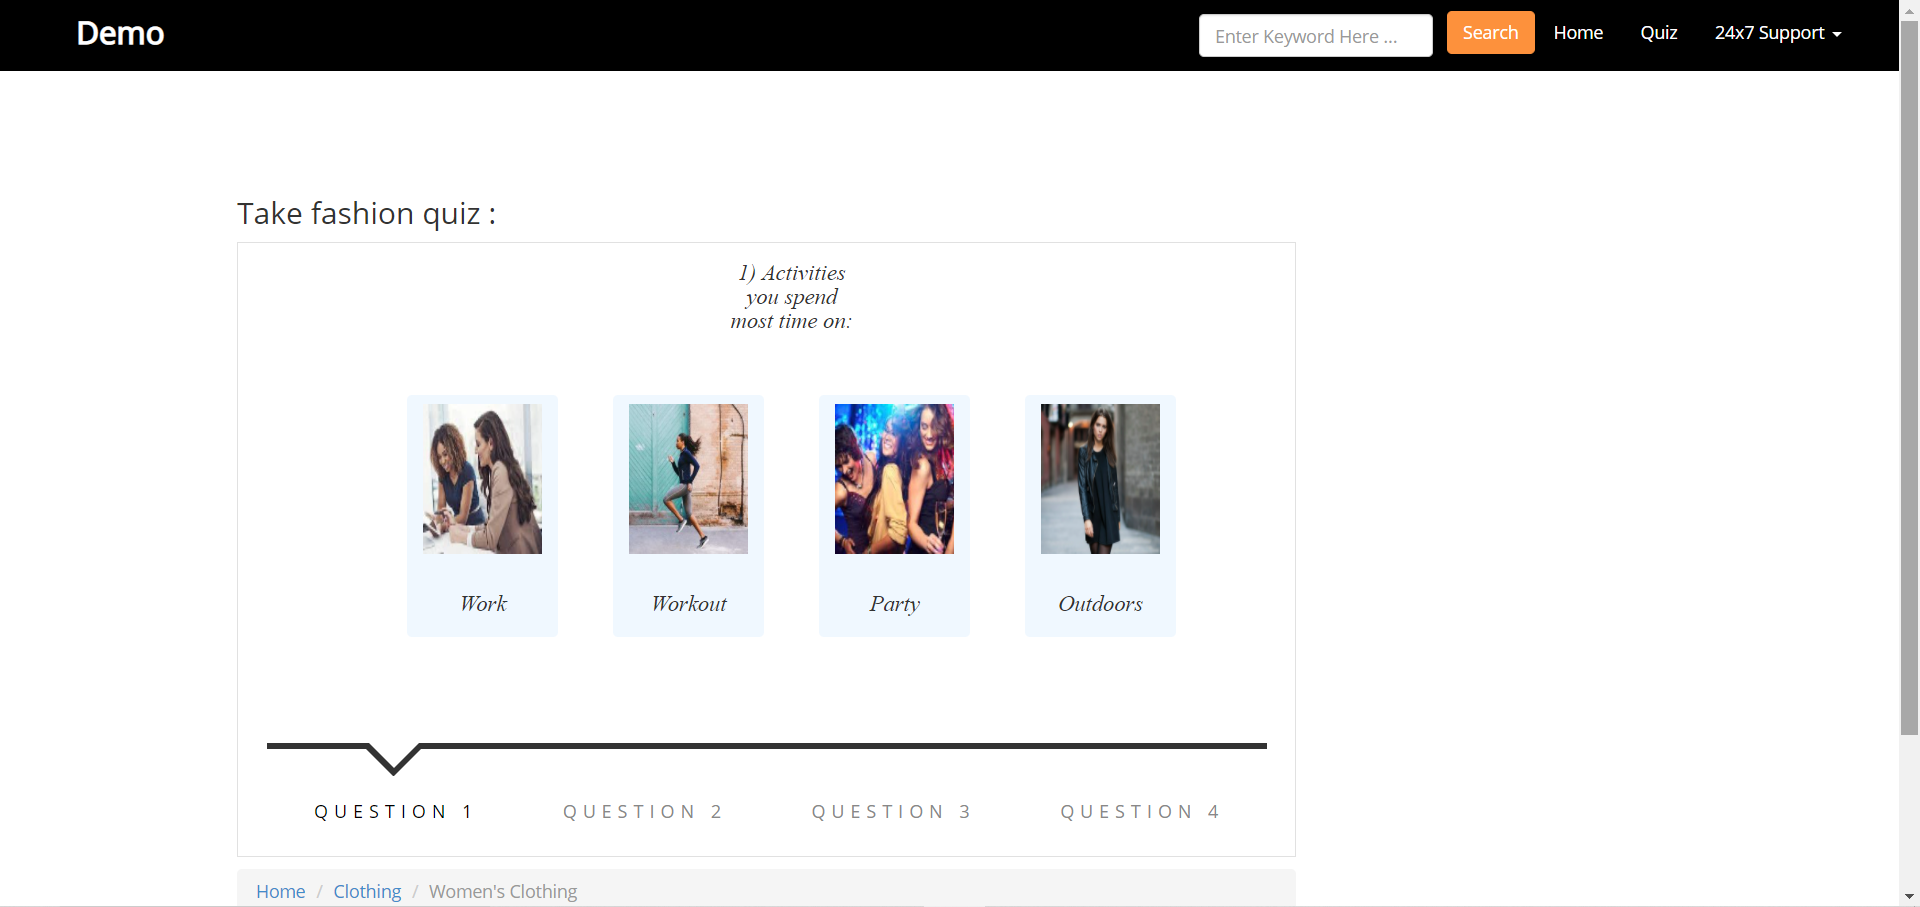 Demo
Enter Keyword Here ...
Search
Home
Quiz
24x7 Support
Take fashion quiz :
1) Activities
you spend
most time on:
Work
Workout
Party
Outdoors
QUESTION 1
QUESTION 2
QUESTION 3
QUESTION 4
Home / Clothing / Women's Clothing